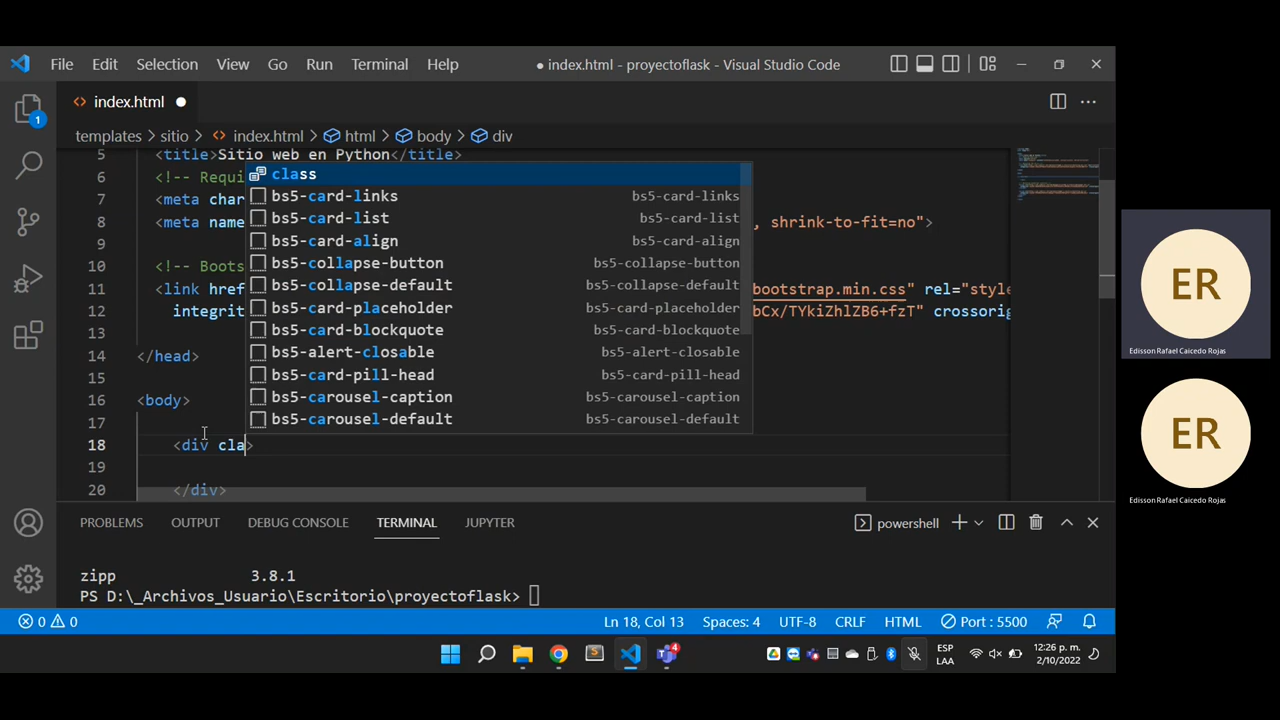 File Edit Selection View Go Run Terminal Help ● index.html - proyectoflask - Visual Studio Code
index.html
templates > sitio > index.html > html > body > div
5 <title>Sitio web en Python</title>
class
6 <!-- Requi
bs5-card-links bs5-card-links
7 <meta char
bs5-card-list bs5-card-list
8 <meta name , shrink-to-fit=no">
bs5-card-align bs5-card-align
9
10 <!-- Boots
bs5-collapse-button bs5-collapse-button
11 <link href bootstrap.min.css" rel="style
bs5-collapse-default bs5-collapse-default
12 integrit bCx/TYkiZhlZB6+fzT" crossorig
bs5-card-placeholder bs5-card-placeholder
13
bs5-card-blockquote bs5-card-blockquote
14 </head>
bs5-alert-closable bs5-alert-closable
15
bs5-card-pill-head bs5-card-pill-head
16 <body>
bs5-carousel-caption bs5-carousel-caption
17
bs5-carousel-default bs5-carousel-default
18 <div cla>
19
20 </div>
PROBLEMS OUTPUT DEBUG CONSOLE TERMINAL JUPYTER powershell
zipp 3.8.1
PS D:\_Archivos_Usuario\Escritorio\proyectoflask>
0 0 Ln 18, Col 13 Spaces: 4 UTF-8 CRLF HTML Port : 5500
ESP
LAA
12:26 p. m.
2/10/2022
1
4
ER
Edisson Rafael Caicedo Rojas
ER
Edisson Rafael Caicedo Rojas